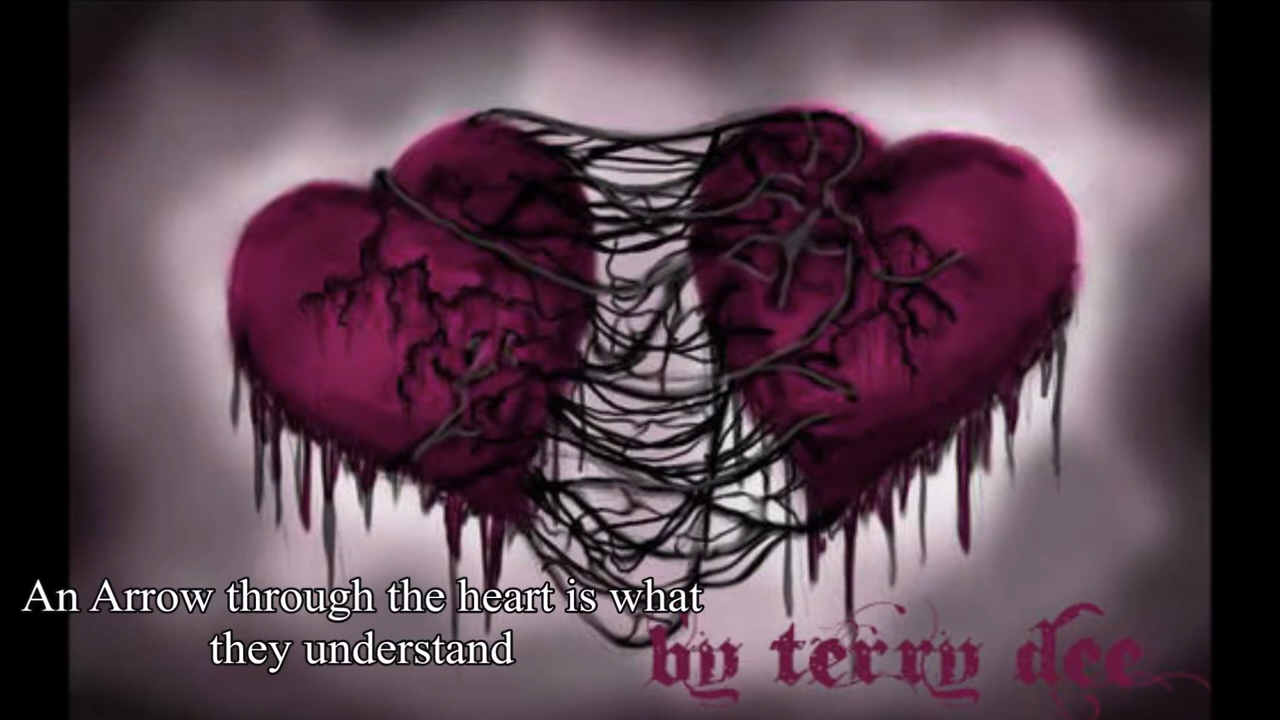 An Arrow through the heart is what
they understand
by terry dee